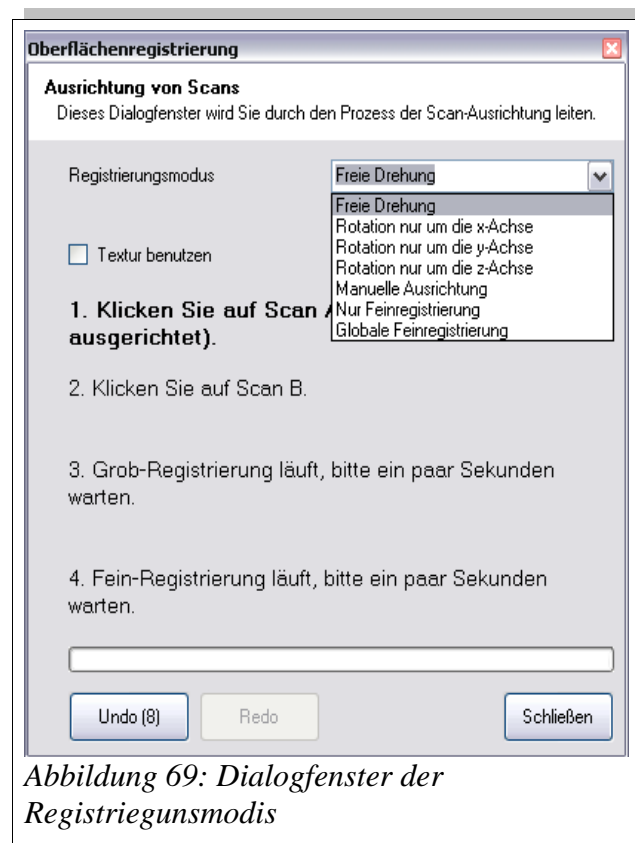 Oberflächenregistrierung
Ausrichtung von Scans
Dieses Dialogfenster wird Sie durch den Prozess der Scan-Ausrichtung leiten.
Registrierungsmodus
Freie Drehung
Freie Drehung
Rotation nur um die x-Achse
Rotation nur um die y-Achse
Rotation nur um die z-Achse
Manuelle Ausrichtung
Nur Feinregistrierung
Globale Feinregistrierung
Textur benutzen
1. Klicken Sie auf Scan
ausgerichtet).
2. Klicken Sie auf Scan B.
3. Grob-Registrierung läuft, bitte ein paar Sekunden
warten.
4. Fein-Registrierung läuft, bitte ein paar Sekunden
warten.
Undo (8)
Redo
Schließen
Abbildung 69: Dialogfenster der
Registriegunsmodis